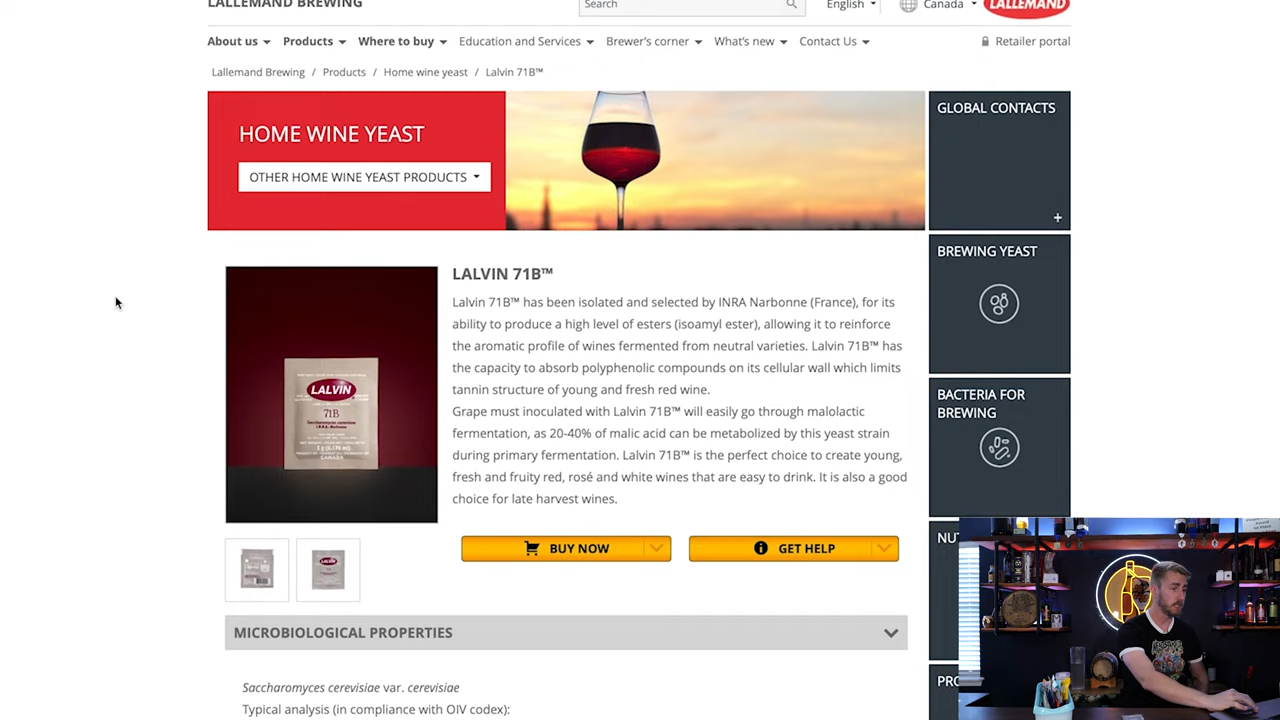 LALLEMAND BREWING
Search
English
Canada
LALLEMAND
About us
Products
Where to buy
Education and Services
Brewer's corner
What's new
Contact Us
Retailer portal
Lallemand Brewing / Products / Home wine yeast / Lalvin 71B™
HOME WINE YEAST
OTHER HOME WINE YEAST PRODUCTS
GLOBAL CONTACTS
+
BREWING YEAST
BACTERIA FOR
BREWING
LALVIN 71B™
Lalvin 71B™ has been isolated and selected by INRA Narbonne (France), for its
ability to produce a high level of esters (isoamyl ester), allowing it to reinforce
the aromatic profile of wines fermented from neutral varieties. Lalvin 71B™ has
the capacity to absorb polyphenolic compounds on its cellular wall which limits
tannin structure of young and fresh red wine.
Grape must inoculated with Lalvin 71B™ will easily go through malolactic
fermentation, as 20-40% of malic acid can be metabolized by this yeast strain
during primary fermentation. Lalvin 71B™ is the perfect choice to create young,
fresh and fruity red, rosé and white wines that are easy to drink. It is also a good
choice for late harvest wines.
LALVIN
71B
Saccharomyces cerevisiae
CANADA
LALVIN
BUY NOW
GET HELP
NU
PRO
MICROBIOLOGICAL PROPERTIES
Saccharomyces cerevisiae var. cerevisiae
Typical analysis (in compliance with OIV codex):